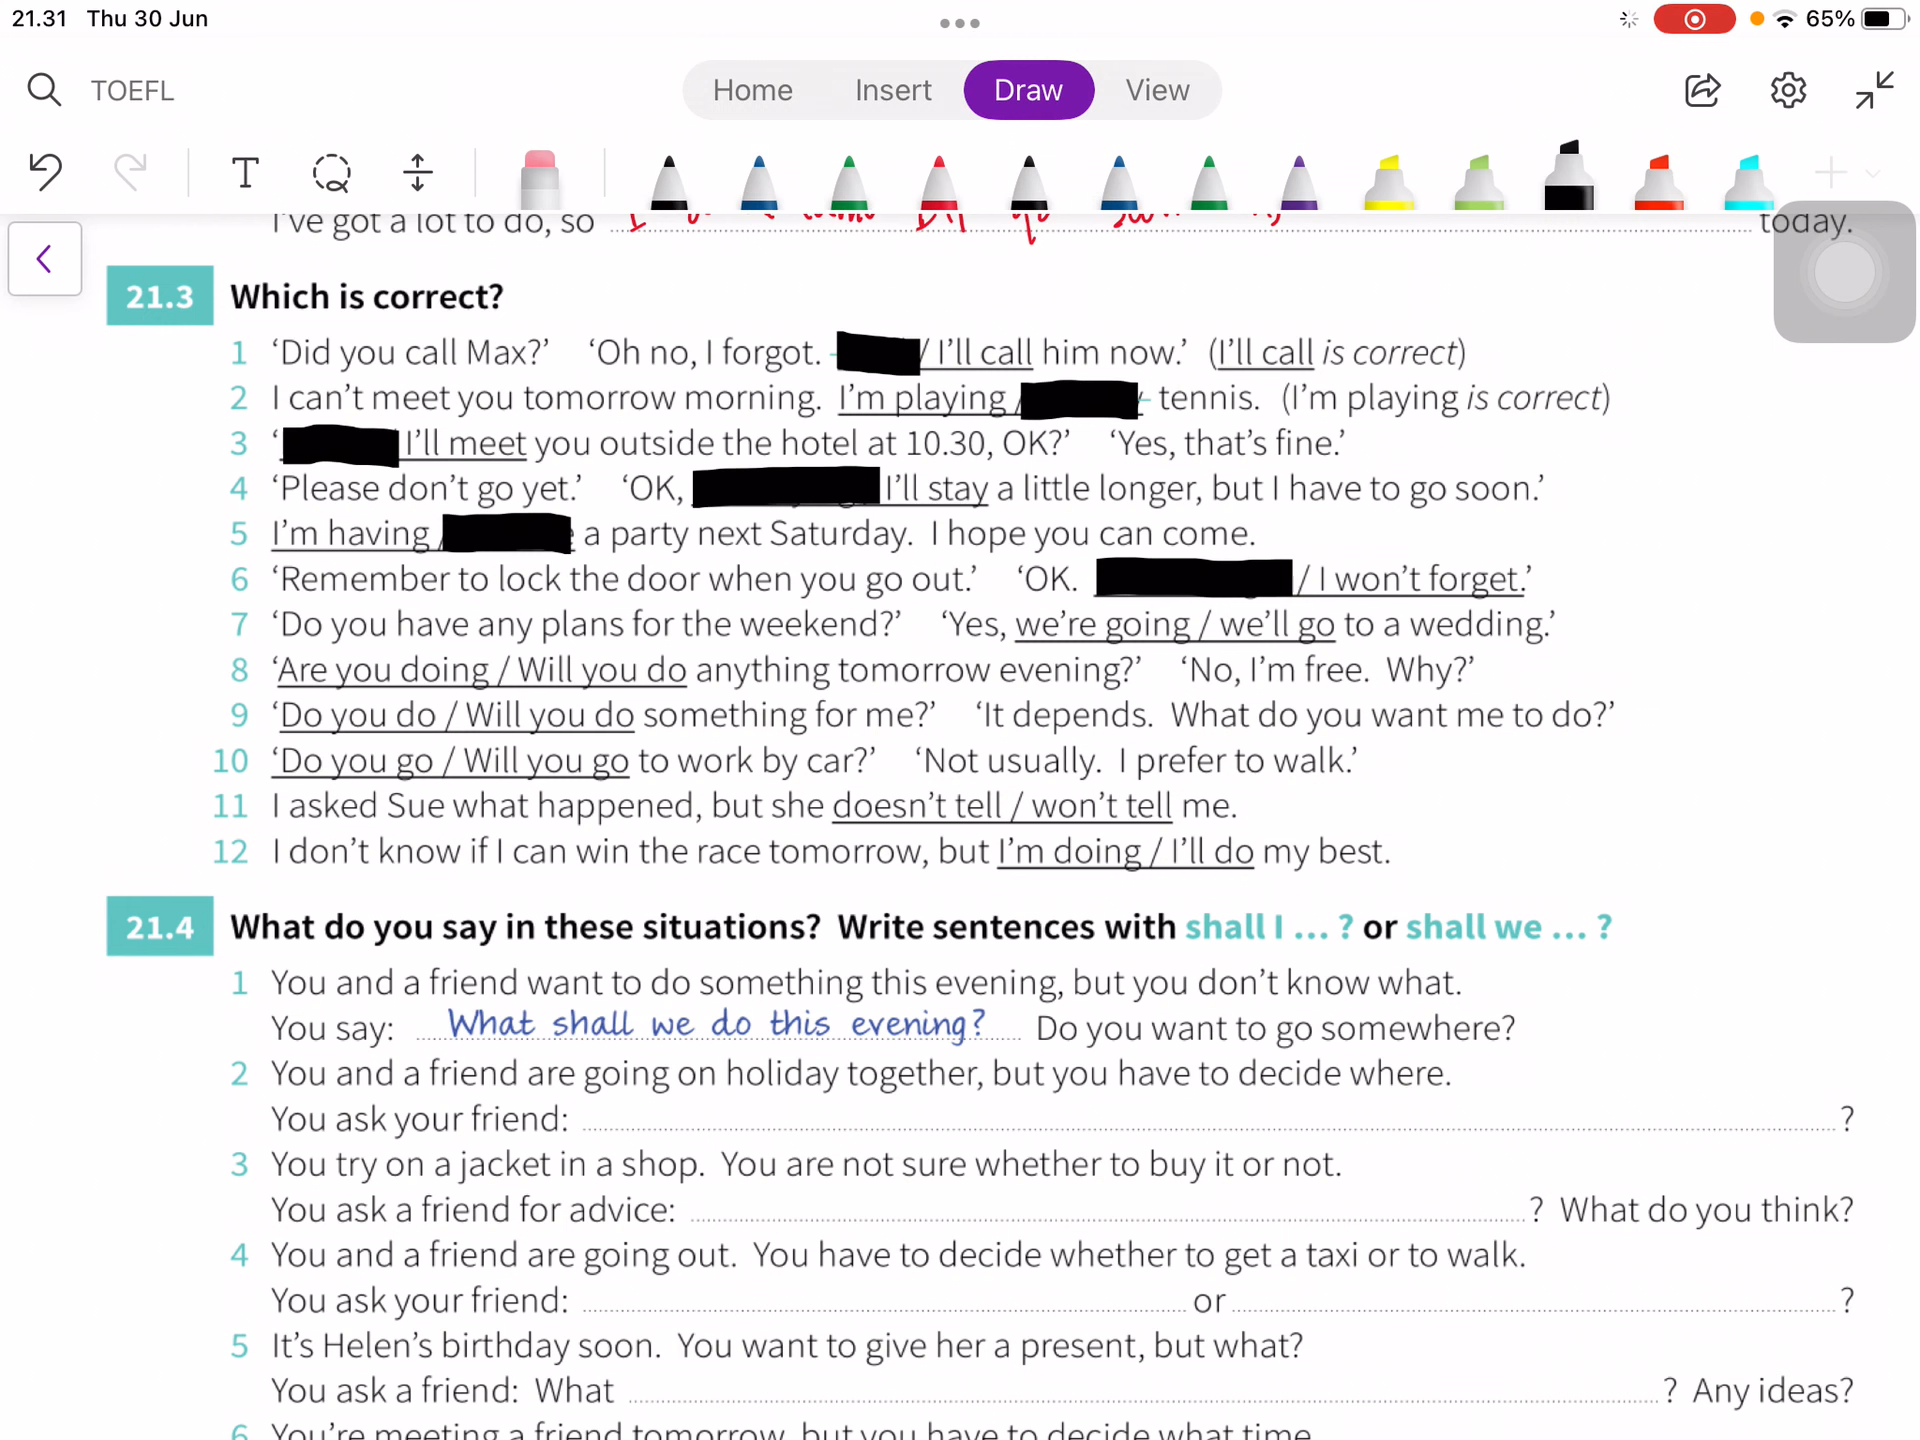 21.31 Thu 30 Jun
65%
TOEFL
Home Insert Draw View
T
I've got a lot to do, so today.
21.3 Which is correct?
1 ‘Did you call Max?’ ‘Oh no, I forgot. / I’ll call him now.’ (I’ll call is correct)
2 I can’t meet you tomorrow morning. I’m playing / tennis. (I’m playing is correct)
3 ‘ I’ll meet you outside the hotel at 10.30, OK?’ ‘Yes, that’s fine.’
4 ‘Please don’t go yet.’ ‘OK, I’ll stay a little longer, but I have to go soon.’
5 I’m having / a party next Saturday. I hope you can come.
6 ‘Remember to lock the door when you go out.’ ‘OK. / I won’t forget.’
7 ‘Do you have any plans for the weekend?’ ‘Yes, we’re going / we’ll go to a wedding.’
8 ‘Are you doing / Will you do anything tomorrow evening?’ ‘No, I’m free. Why?’
9 ‘Do you do / Will you do something for me?’ ‘It depends. What do you want me to do?’
10 ‘Do you go / Will you go to work by car?’ ‘Not usually. I prefer to walk.’
11 I asked Sue what happened, but she doesn’t tell / won’t tell me.
12 I don’t know if I can win the race tomorrow, but I’m doing / I’ll do my best.
21.4 What do you say in these situations? Write sentences with shall I ... ? or shall we ... ?
1 You and a friend want to do something this evening, but you don’t know what.
You say: What shall we do this evening? Do you want to go somewhere?
2 You and a friend are going on holiday together, but you have to decide where.
You ask your friend: ?
3 You try on a jacket in a shop. You are not sure whether to buy it or not.
You ask a friend for advice: ? What do you think?
4 You and a friend are going out. You have to decide whether to get a taxi or to walk.
You ask your friend: or ?
5 It’s Helen’s birthday soon. You want to give her a present, but what?
You ask a friend: What ? Any ideas?
6 You’re meeting a friend tomorrow, but you have to decide what time.